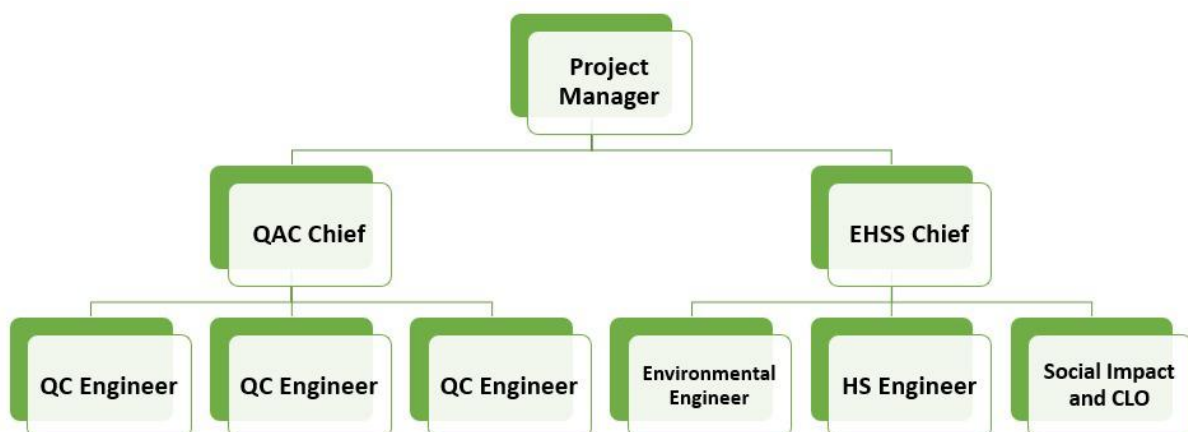 Project
Manager
QAC Chief
EHSS Chief
QC Engineer
QC Engineer
QC Engineer
Environmental
Engineer
HS Engineer
Social Impact
and CLO